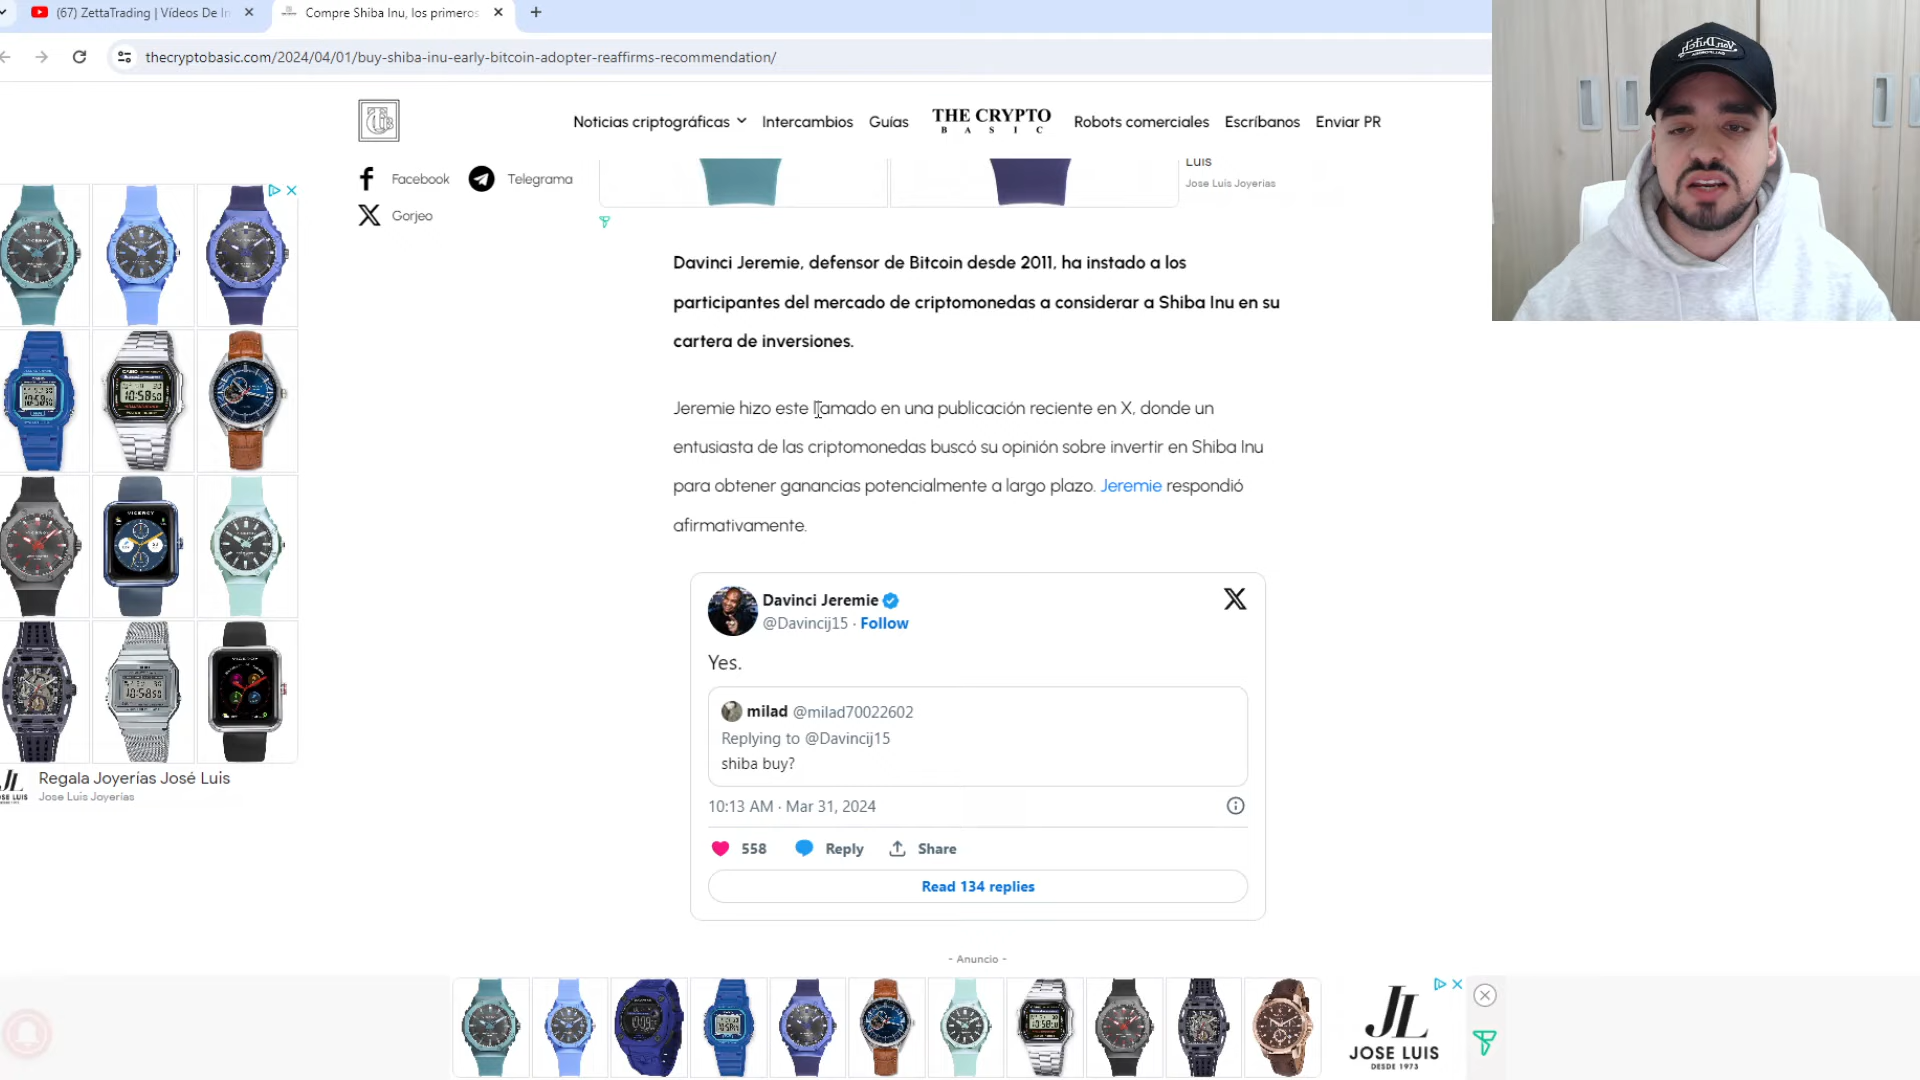 (67) ZettaTrading | Vídeos De In
Compre Shiba Inu, los primeros
thecryptobasic.com/2024/04/01/buy-shiba-inu-early-bitcoin-adopter-reaffirms-recommendation/
Noticias criptográficas
Intercambios
Guías
THE CRYPTO
BASIC
Robots comerciales
Escríbanos
Enviar PR
Facebook
Telegrama
Gorjeo
Luis
Jose Luis Joyerias
Davinci Jeremie, defensor de Bitcoin desde 2011, ha instado a los
participantes del mercado de criptomonedas a considerar a Shiba Inu en su
cartera de inversiones.
Jeremie hizo este llamado en una publicación reciente en X, donde un
entusiasta de las criptomonedas buscó su opinión sobre invertir en Shiba Inu
para obtener ganancias potencialmente a largo plazo. Jeremie respondió
afirmativamente.
Davinci Jeremie
@Davincij15 · Follow
Yes.
milad @milad70022602
Replying to @Davincij15
shiba buy?
10:13 AM · Mar 31, 2024
558
Reply
Share
Read 134 replies
Regala Joyerías José Luis
Jose Luis Joyerías
- Anuncio -
JL
JOSE LUIS
DESDE 1973